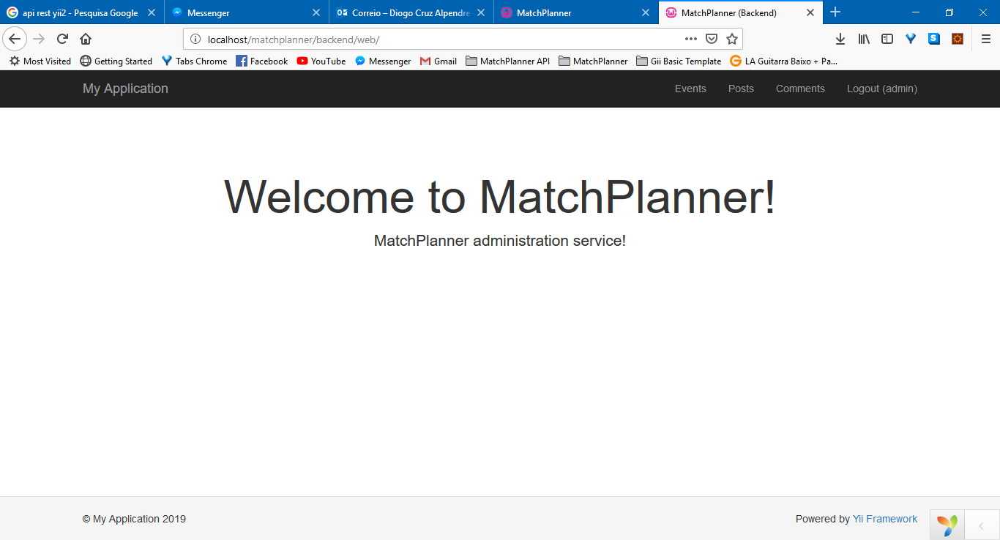 api rest yii2 - Pesquisa Google
Messenger
Correio – Diogo Cruz Alpendre
MatchPlanner
MatchPlanner (Backend)
localhost/matchplanner/backend/web/
Most Visited Getting Started Tabs Chrome Facebook YouTube Messenger Gmail MatchPlanner API MatchPlanner Gii Basic Template LA Guitarra Baixo + Pa...
My Application Events Posts Comments Logout (admin)
Welcome to MatchPlanner!
MatchPlanner administration service!
© My Application 2019 Powered by Yii Framework